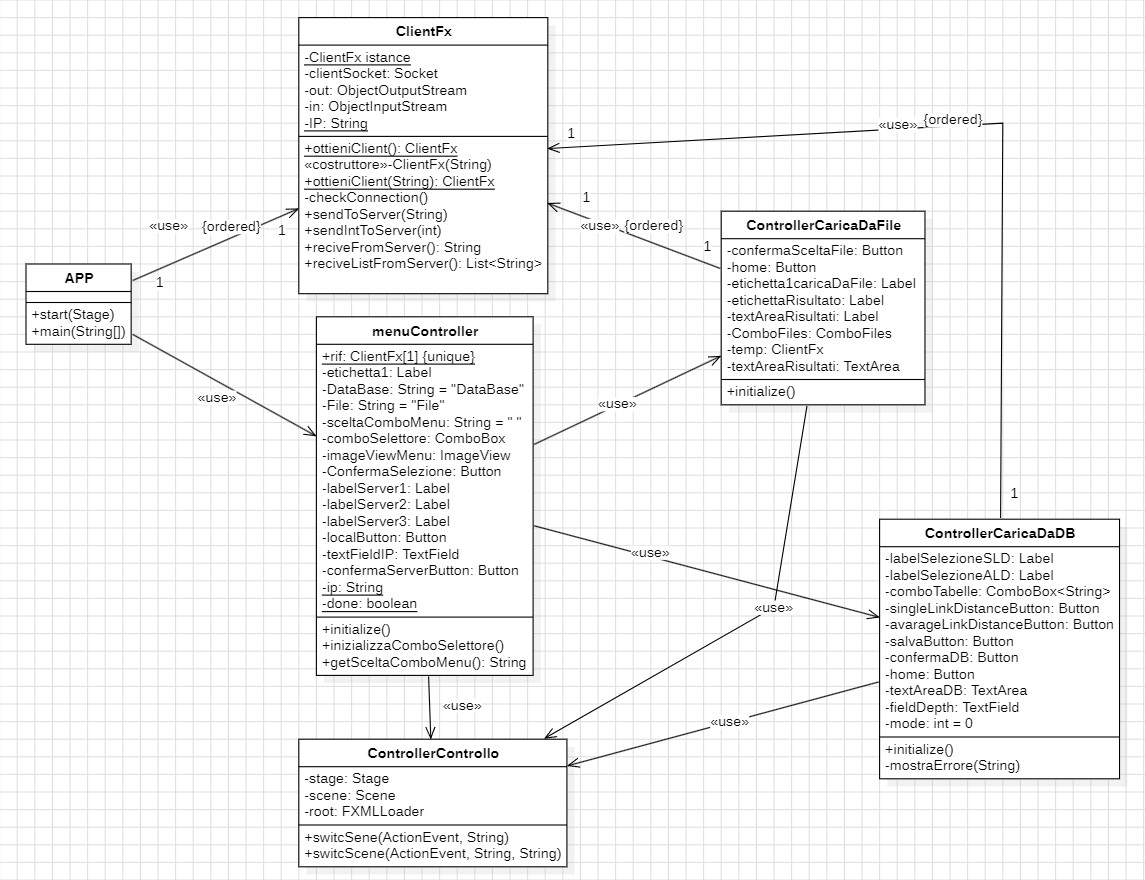 ClientFx
-ClientFx istance
-clientSocket: Socket
-out: ObjectOutputStream
-in: ObjectInputStream
-IP: String
+ottieniClient(): ClientFx
«costruttore»-ClientFx(String)
+ottieniClient(String): ClientFx
-checkConnection()
+sendToServer(String)
+sendIntToServer(int)
+reciveFromServer(): String
+reciveListFromServer(): List<String>
«use» {ordered}
1
1
«use» {ordered}
1
1
«use» {ordered}
1
1
APP
+start(Stage)
+main(String[])
«use»
menuController
+rif: ClientFx[1] {unique}
-etichetta1: Label
-DataBase: String = "DataBase"
-File: String = "File"
-sceltaComboMenu: String = " "
-comboSelettore: ComboBox
-imageViewMenu: ImageView
-ConfermaSelezione: Button
-labelServer1: Label
-labelServer2: Label
-labelServer3: Label
-localButton: Button
-textFieldIP: TextField
-confermaServerButton: Button
-ip: String
-done: boolean
+initialize()
+inizializzaComboSelettore()
+getSceltaComboMenu(): String
«use»
«use»
«use»
ControllerCaricaDaFile
-confermaSceltaFile: Button
-home: Button
-etichetta1caricaDaFile: Label
-etichettaRisultato: Label
-textAreaRisultati: Label
-ComboFiles: ComboFiles
-temp: ClientFx
-textAreaRisultati: TextArea
+initialize()
«use»
ControllerCaricaDaDB
-labelSelezioneSLD: Label
-labelSelezioneALD: Label
-comboTabelle: ComboBox<String>
-singleLinkDistanceButton: Button
-avarageLinkDistanceButton: Button
-salvaButton: Button
-confermaDB: Button
-home: Button
-textAreaDB: TextArea
-fieldDepth: TextField
-mode: int = 0
+initialize()
-mostraErrore(String)
«use»
ControllerControllo
-stage: Stage
-scene: Scene
-root: FXMLLoader
+switcSene(ActionEvent, String)
+switcScene(ActionEvent, String, String)